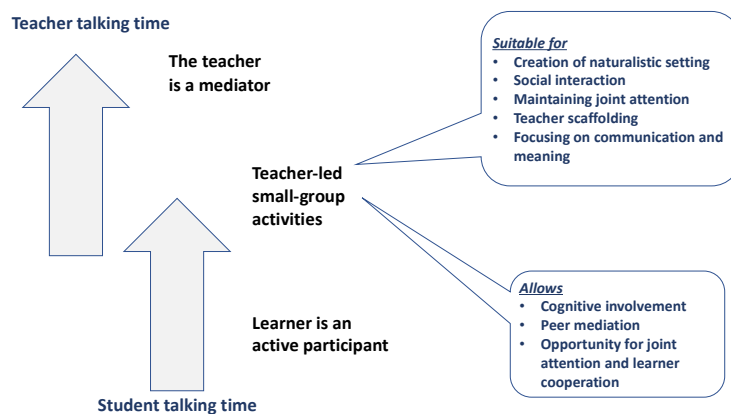 Teacher talking time
The teacher
is a mediator
Suitable for
• Creation of naturalistic setting
• Social interaction
• Maintaining joint attention
• Teacher scaffolding
• Focusing on communication and
meaning
Teacher-led
small-group
activities
Allows
• Cognitive involvement
• Peer mediation
• Opportunity for joint
attention and learner
cooperation
Learner is an
active participant
Student talking time